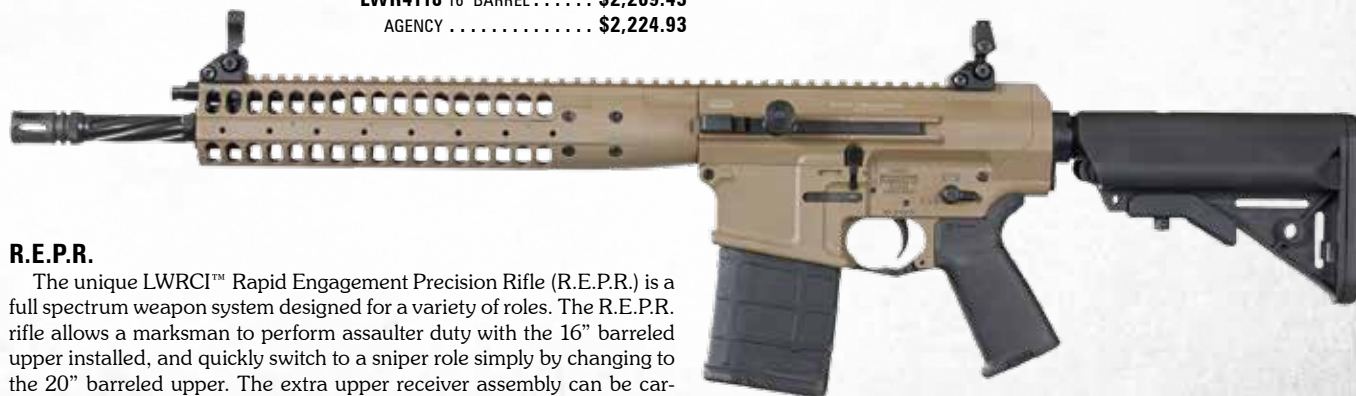 AGENCY . . . . . . . . . . . . . . $2,224.93
R.E.P.R.
The unique LWRCI™ Rapid Engagement Precision Rifle (R.E.P.R.) is a
full spectrum weapon system designed for a variety of roles. The R.E.P.R.
rifle allows a marksman to perform assaulter duty with the 16” barreled
upper installed, and quickly switch to a sniper role simply by changing to
the 20” barreled upper. The extra upper receiver assembly can be car-